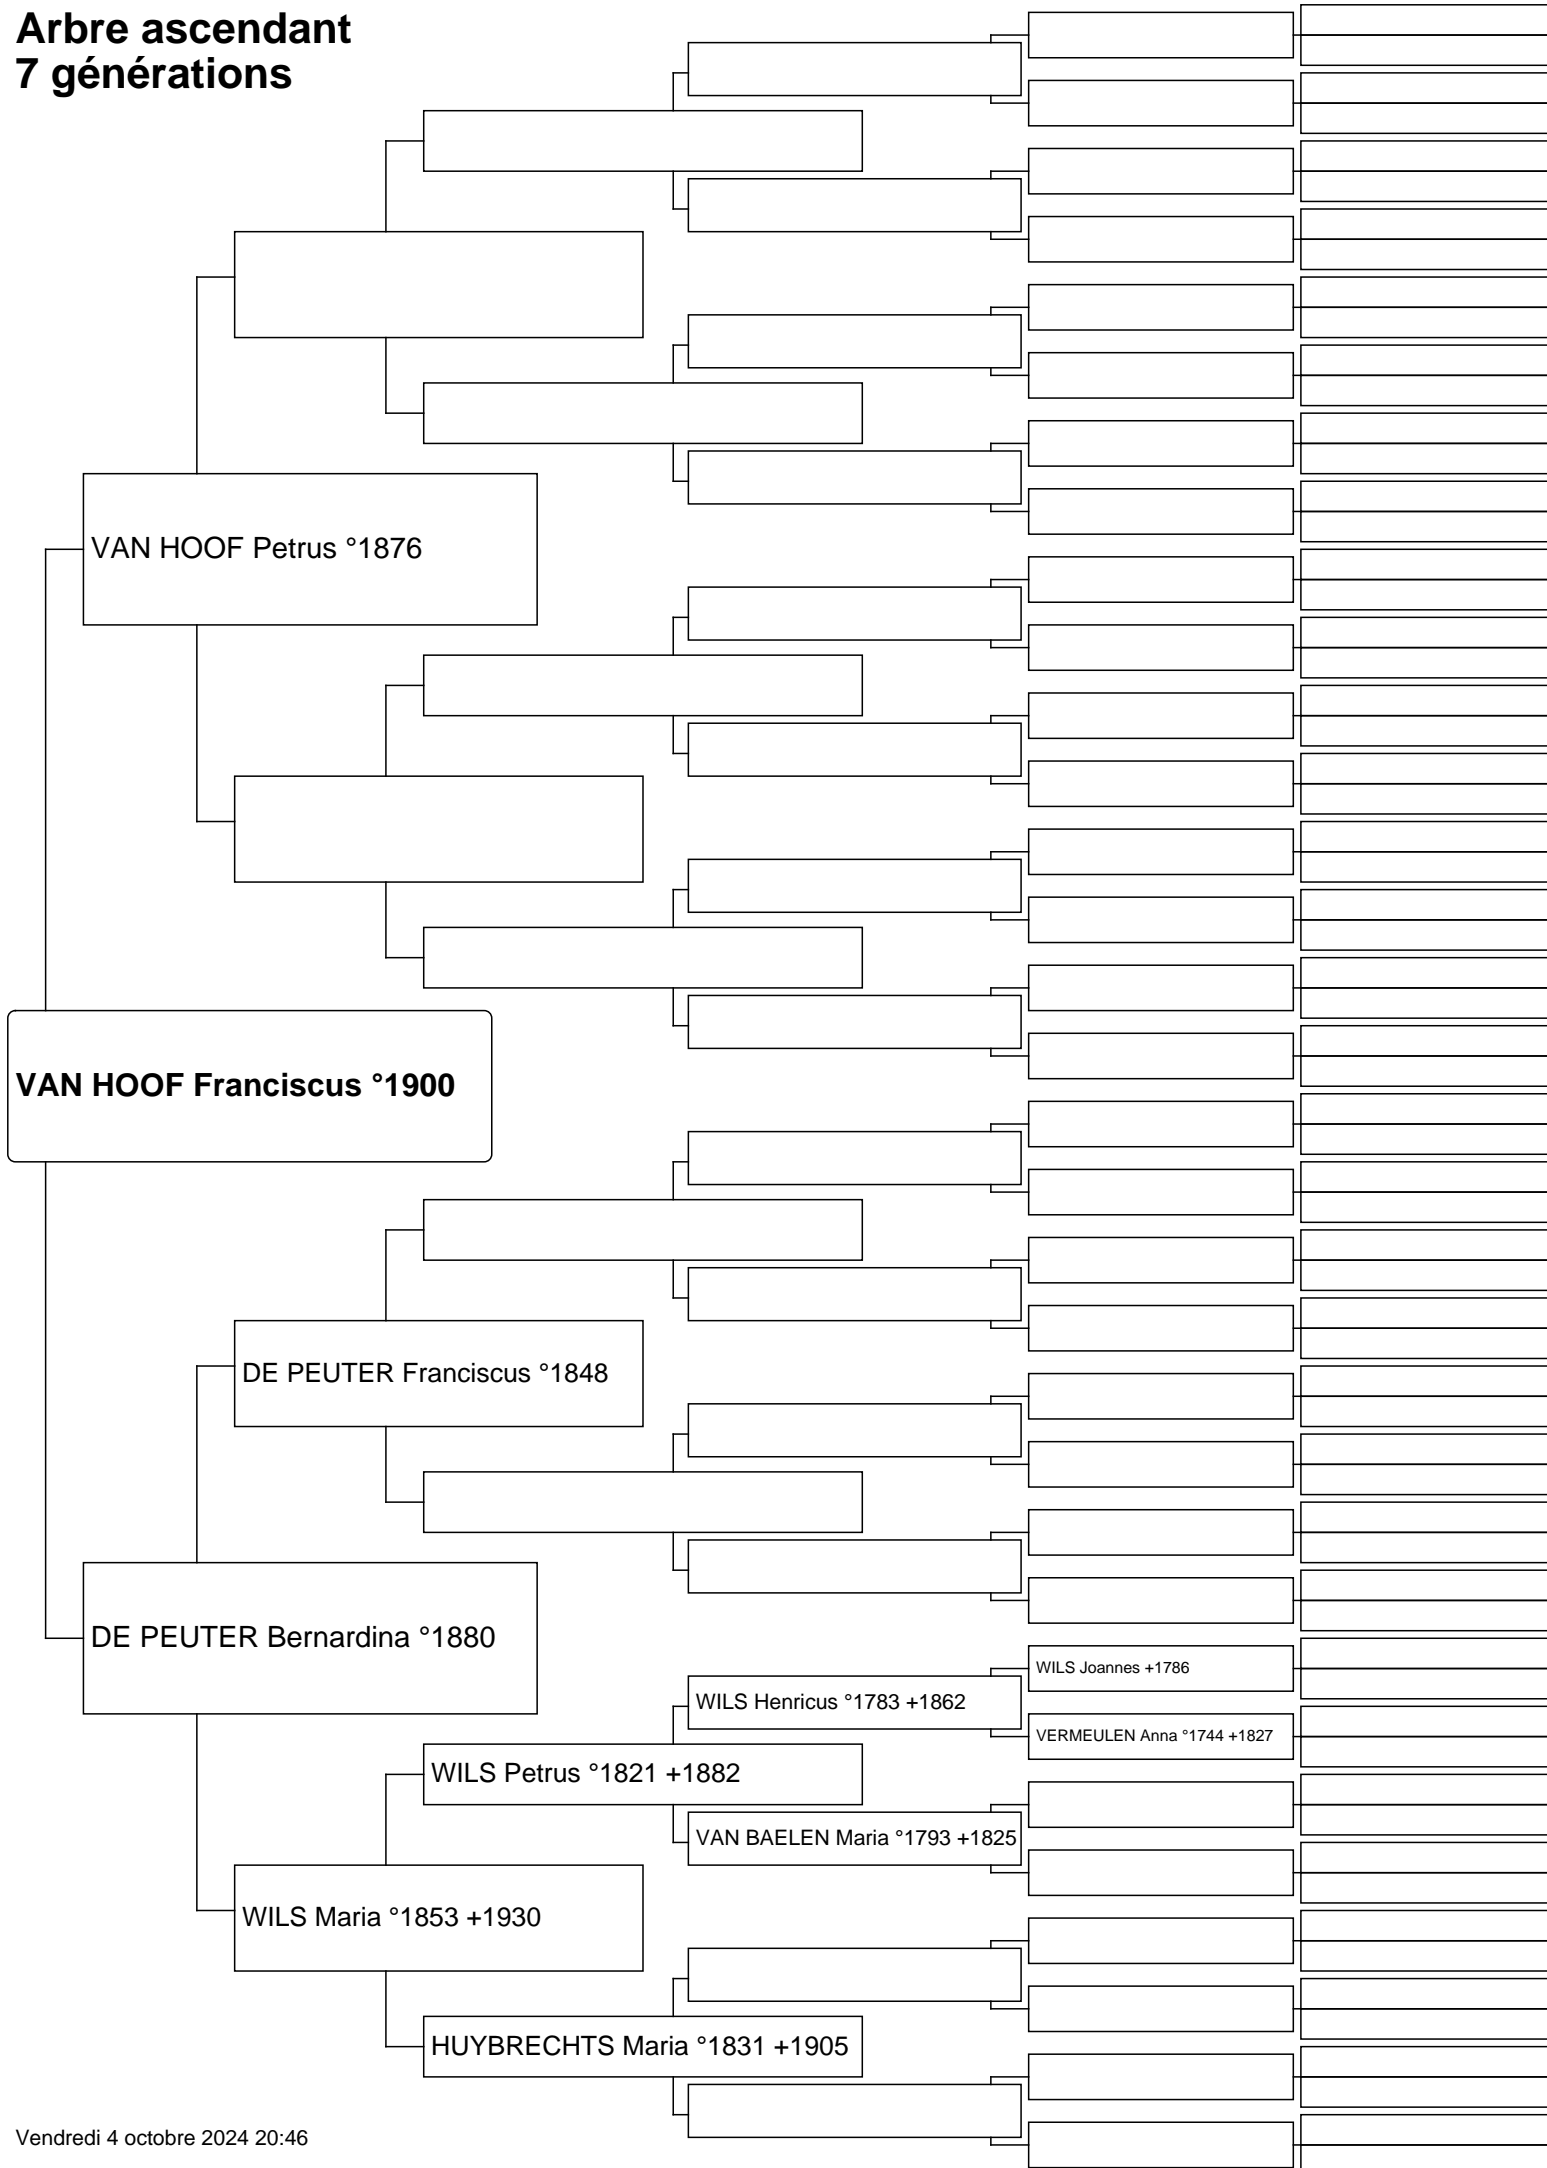 Arbre ascendant
7 générations
VAN HOOF Petrus °1876
VAN HOOF Franciscus °1900
DE PEUTER Franciscus °1848
DE PEUTER Bernardina °1880
WILS Joannes +1786
WILS Henricus °1783 +1862
VERMEULEN Anna °1744 +1827
WILS Petrus °1821 +1882
VAN BAELEN Maria °1793 +1825
WILS Maria °1853 +1930
HUYBRECHTS Maria °1831 +1905
Vendredi 4 octobre 2024 20:46